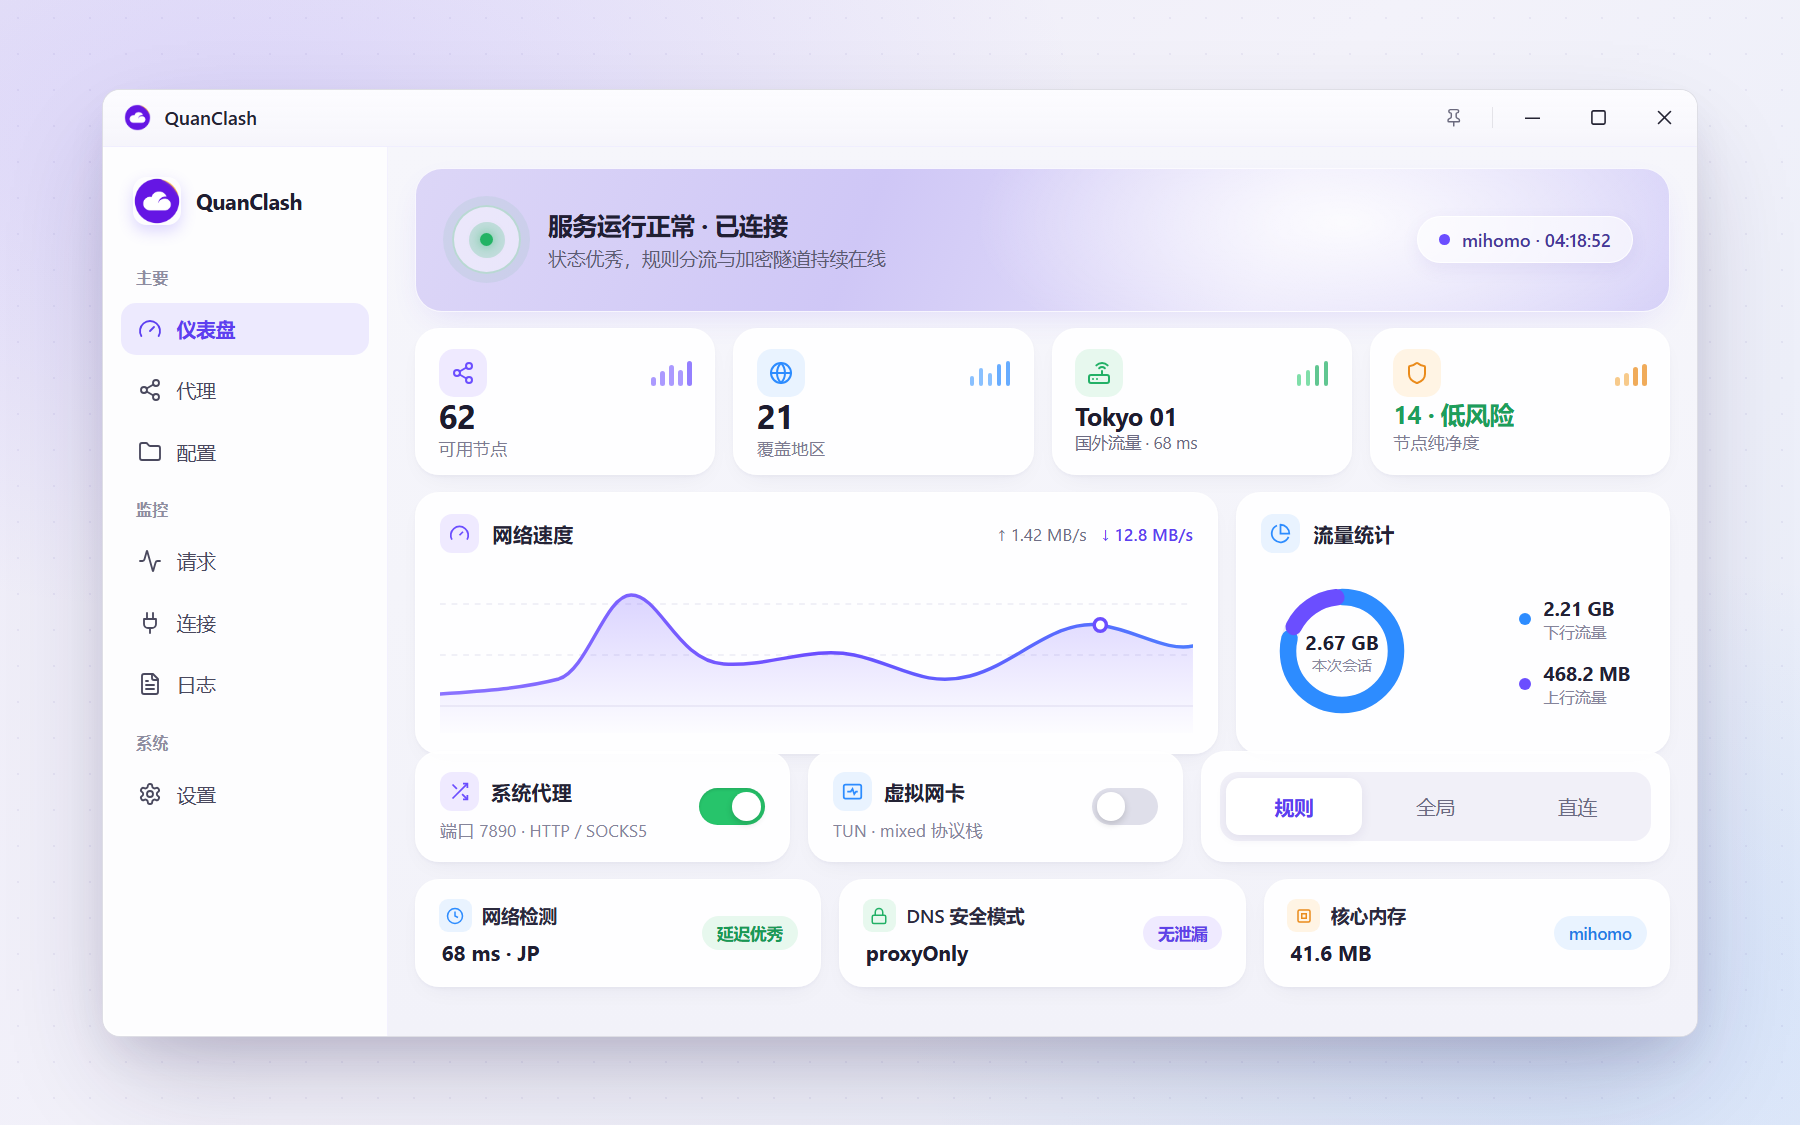 QuanClash
QuanClash
主要
仪表盘
代理
配置
监控
请求
连接
日志
系统
设置
服务运行正常 · 已连接
状态优秀，规则分流与加密隧道持续在线
mihomo · 04:18:52
62
可用节点
21
覆盖地区
Tokyo 01
国外流量 · 68 ms
14 · 低风险
节点纯净度
网络速度
↑ 1.42 MB/s ↓ 12.8 MB/s
流量统计
2.67 GB
本次会话
2.21 GB
下行流量
468.2 MB
上行流量
系统代理
端口 7890 · HTTP / SOCKS5
虚拟网卡
TUN · mixed 协议栈
规则 全局 直连
网络检测
68 ms · JP
延迟优秀
DNS 安全模式
proxyOnly
无泄漏
核心内存
41.6 MB
mihomo